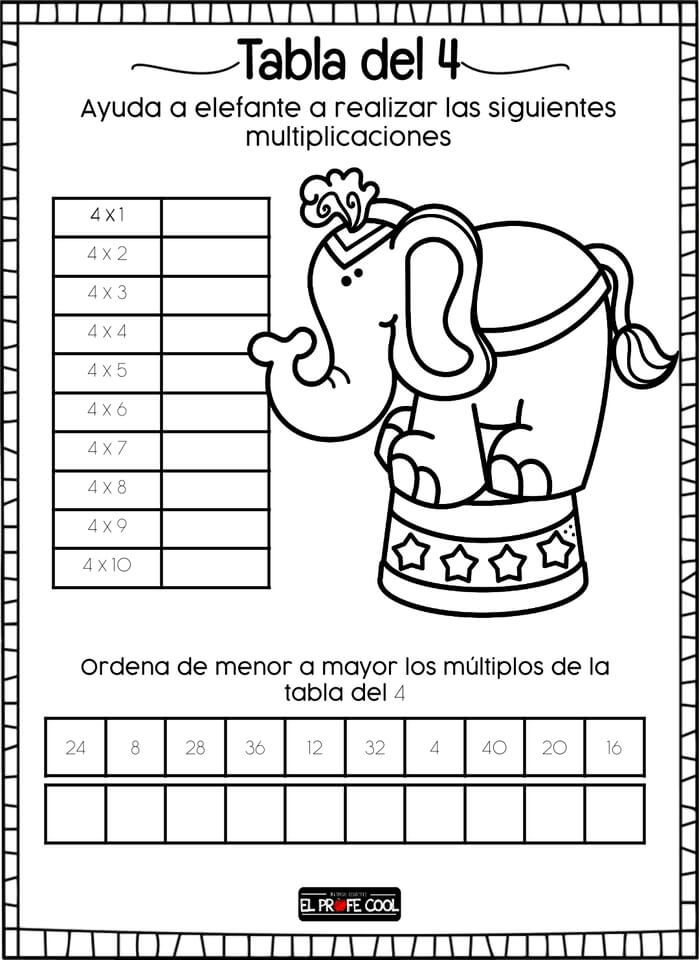 Tabla del 4
Ayuda a elefante a realizar las siguientes
multiplicaciones
4 x 1
4 x 2
4 x 3
4 x 4
4 x 5
4 x 6
4 x 7
4 x 8
4 x 9
4 x 10
Ordena de menor a mayor los múltiplos de la
tabla del 4
24 8 28 36 12 32 4 40 20 16
EL PROFE COOL